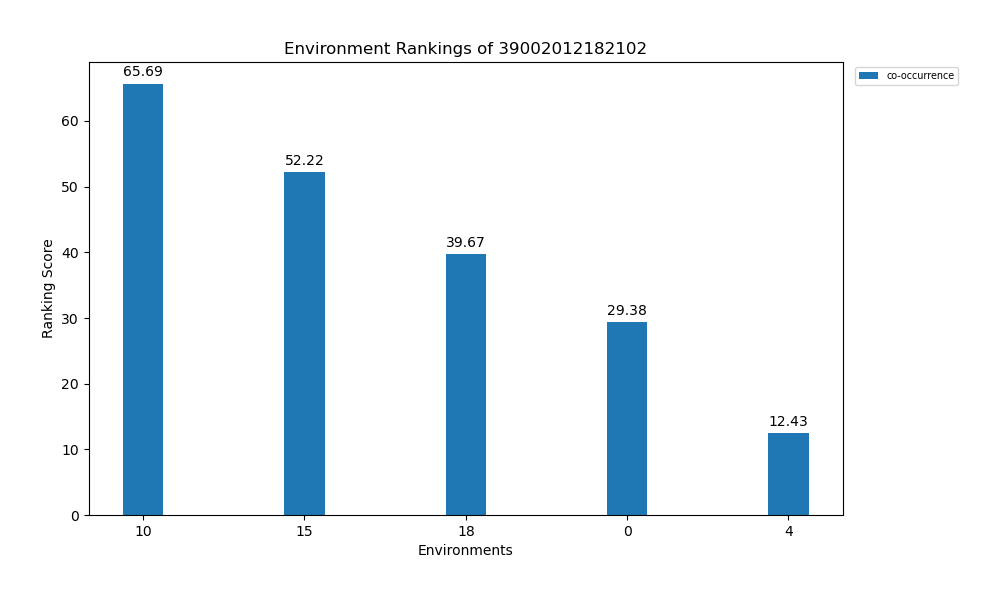 Environment Rankings of 39002012182102
65.69
co-occurrence
60
52.22
50
39.67
40
29.38
30
20
12.43
10
0
10 15 18 0 4
Ranking Score
Environments